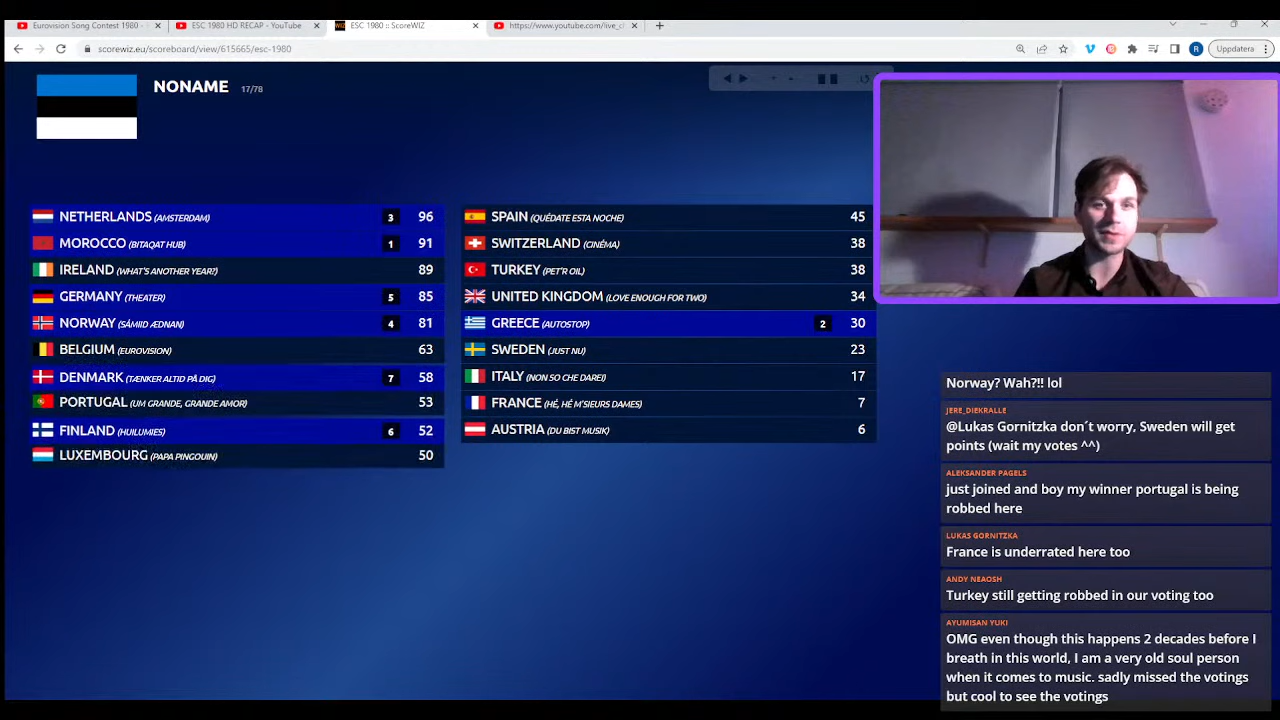 Eurovision Song Contest 1980 -
ESC 1980 HD RECAP - YouTube
ESC 1980 :: ScoreWIZ
https://www.youtube.com/live_c
scorewiz.eu/scoreboard/view/615665/esc-1980
R
Uppdatera
NONAME 17/78
NETHERLANDS (AMSTERDAM) 3 96
MOROCCO (BITAQAT HUB) 1 91
IRELAND (WHAT'S ANOTHER YEAR?) 89
GERMANY (THEATER) 5 85
NORWAY (SÁMIID ÆDNAN) 4 81
BELGIUM (EUROVISION) 63
DENMARK (TÆNKER ALTID PÅ DIG) 7 58
PORTUGAL (UM GRANDE, GRANDE AMOR) 53
FINLAND (HUILUMIES) 6 52
LUXEMBOURG (PAPA PINGOUIN) 50
SPAIN (QUÉDATE ESTA NOCHE) 45
SWITZERLAND (CINÉMA) 38
TURKEY (PET'R OIL) 38
UNITED KINGDOM (LOVE ENOUGH FOR TWO) 34
GREECE (AUTOSTOP) 2 30
SWEDEN (JUST NU) 23
ITALY (NON SO CHE DAREI) 17
FRANCE (HÉ, HÉ M'SIEURS DAMES) 7
AUSTRIA (DU BIST MUSIK) 6
Norway? Wah?!! lol
JERE_DIEKRALLE
@Lukas Gornitzka don´t worry, Sweden will get
points (wait my votes ^^)
ALEKSANDER PAGELS
just joined and boy my winner portugal is being
robbed here
LUKAS GORNITZKA
France is underrated here too
ANDY NEAOSH
Turkey still getting robbed in our voting too
AYUMISAN YUKI
OMG even though this happens 2 decades before I
breath in this world, I am a very old soul person
when it comes to music. sadly missed the votings
but cool to see the votings